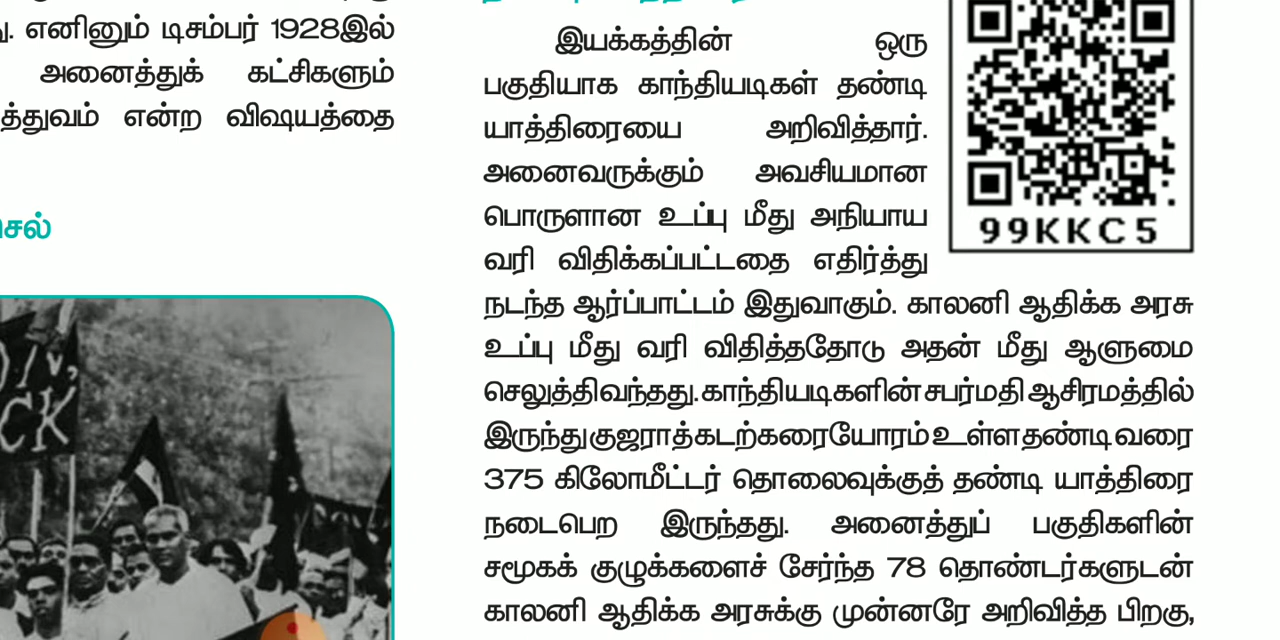 எனினும் டிசம்பர் 1928இல்
அனைத்துக் கட்சிகளும்
என்ற விஷயத்தை
இயக்கத்தின் ஒரு
பகுதியாக காந்தியடிகள் தண்டி
யாத்திரையை அறிவித்தார்.
அனைவருக்கும் அவசியமான
பொருளான உப்பு மீது அநியாய
வரி விதிக்கப்பட்டதை எதிர்த்து
நடந்த ஆர்ப்பாட்டம் இதுவாகும். காலனி ஆதிக்க அரசு
உப்பு மீது வரி விதித்ததோடு அதன் மீது ஆளுமை
செலுத்திவந்தது. காந்தியடிகளின் சபர்மதி ஆசிரமத்தில்
இருந்து குஜராத் கடற்கரையோரம் உள்ள தண்டி வரை
375 கிலோமீட்டர் தொலைவுக்குத் தண்டி யாத்திரை
நடைபெற இருந்தது. அனைத்துப் பகுதிகளின்
சமூகக் குழுக்களைச் சேர்ந்த 78 தொண்டர்களுடன்
காலனி ஆதிக்க அரசுக்கு முன்னரே அறிவித்த பிறகு,
99KKC5